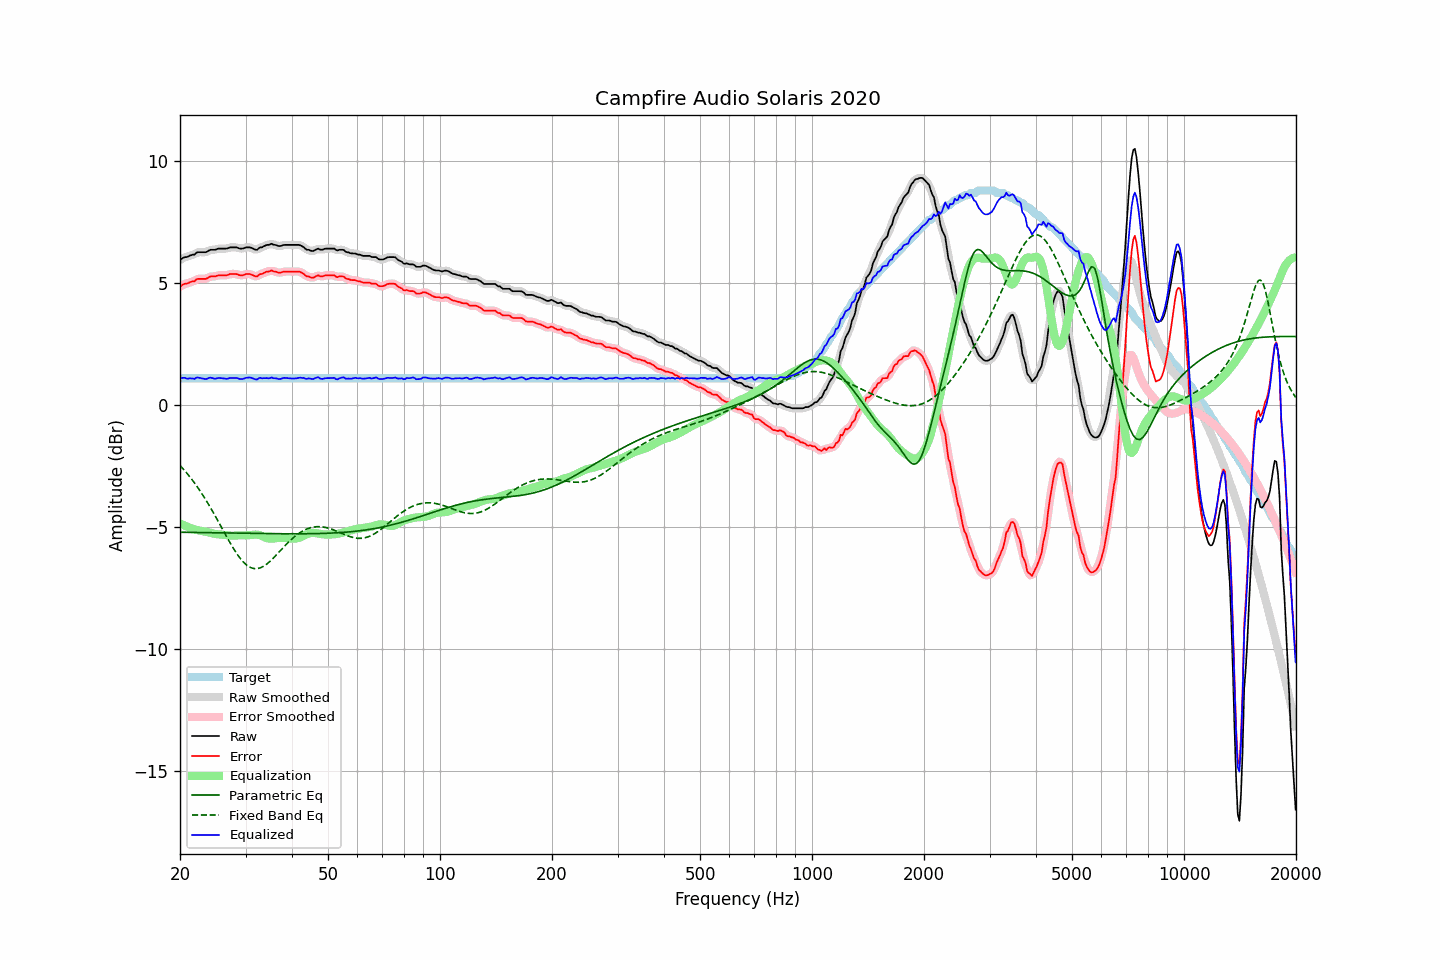 Campfire Audio Solaris 2020
Amplitude (dBr)
10
5
0
−5
−10
−15
Target
Raw Smoothed
Error Smoothed
Raw
Error
Equalization
Parametric Eq
Fixed Band Eq
Equalized
20 50 100 200 500 1000 2000 5000 10000 20000
Frequency (Hz)